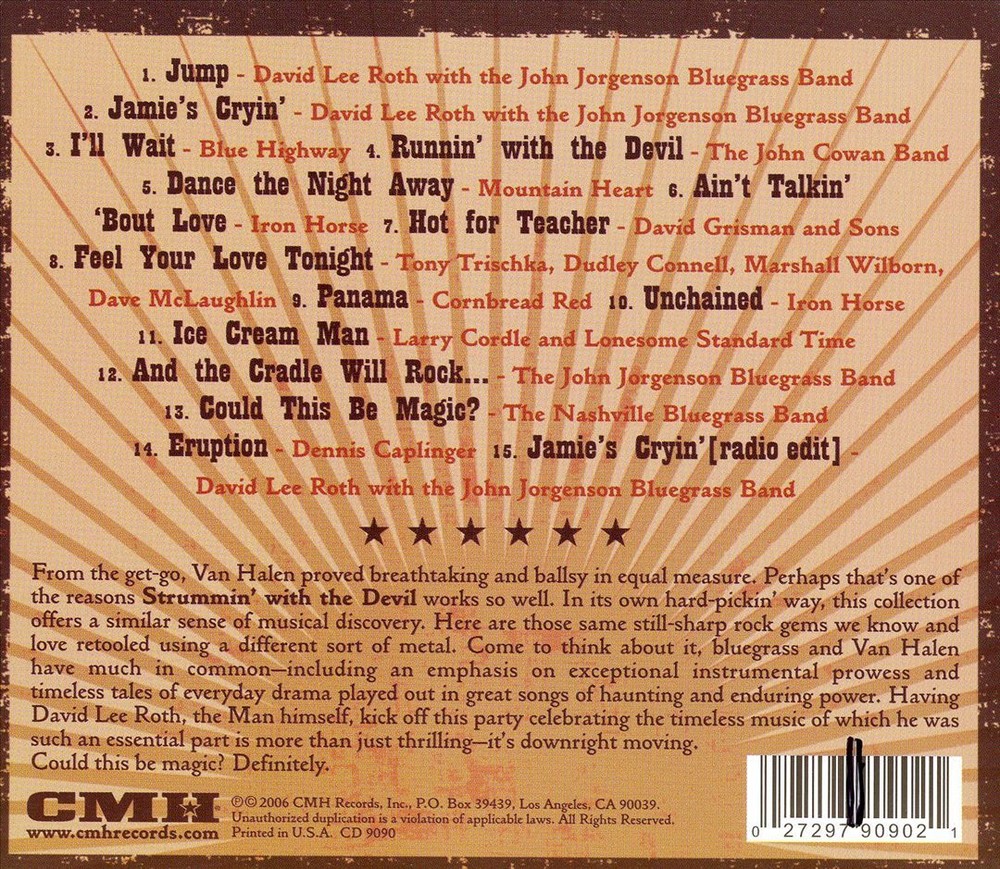 1. Jump - David Lee Roth with the John Jorgenson Bluegrass Band
2. Jamie's Cryin' - David Lee Roth with the John Jorgenson Bluegrass Band
3. I'll Wait - Blue Highway 4. Runnin' with the Devil - The John Cowan Band
5. Dance the Night Away - Mountain Heart 6. Ain't Talkin'
'Bout Love - Iron Horse 7. Hot for Teacher - David Grisman and Sons
8. Feel Your Love Tonight - Tony Trischka, Dudley Connell, Marshall Wilborn,
Dave McLaughlin 9. Panama - Cornbread Red 10. Unchained - Iron Horse
11. Ice Cream Man - Larry Cordle and Lonesome Standard Time
12. And the Cradle Will Rock... - The John Jorgenson Bluegrass Band
13. Could This Be Magic? - The Nashville Bluegrass Band
14. Eruption - Dennis Caplinger 15. Jamie's Cryin' [radio edit] -
David Lee Roth with the John Jorgenson Bluegrass Band
From the get-go, Van Halen proved breathtaking and ballsy in equal measure. Perhaps that's one of
the reasons Strummin' with the Devil works so well. In its own hard-pickin' way, this collection
offers a similar sense of musical discovery. Here are those same still-sharp rock gems we know and
love retooled using a different sort of metal. Come to think about it, bluegrass and Van Halen
have much in common—including an emphasis on exceptional instrumental prowess and
timeless tales of everyday drama played out in great songs of haunting and enduring power. Having
David Lee Roth, the Man himself, kick off this party celebrating the timeless music of which he was
such an essential part is more than just thrilling—it's downright moving.
Could this be magic? Definitely.
CMH
www.cmhrecords.com
℗© 2006 CMH Records, Inc., P.O. Box 39439, Los Angeles, CA 90039.
Unauthorized duplication is a violation of applicable laws. All Rights Reserved.
Printed in U.S.A. CD 9090
0 27297 90902 1